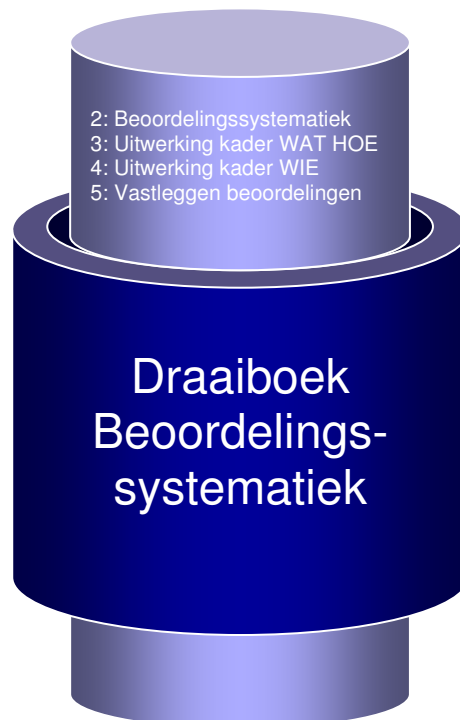 2: Beoordelingssystematiek
3: Uitwerking kader WAT HOE
4: Uitwerking kader WIE
5: Vastleggen beoordelingen
Draaiboek
Beoordelings-
systematiek